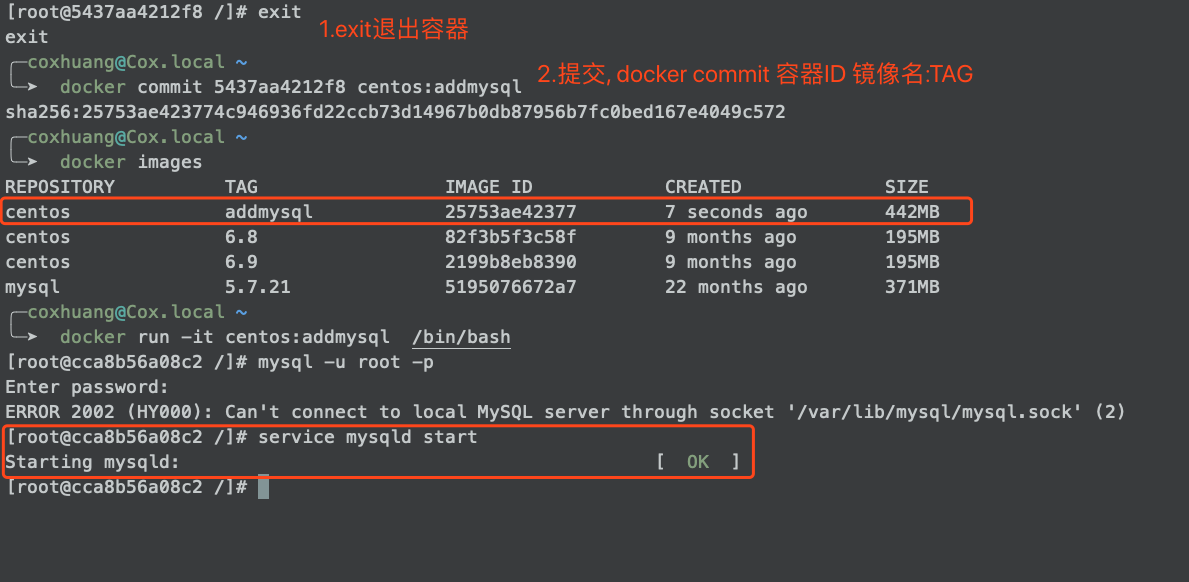 [root@5437aa4212f8 /]# exit
1.exit退出容器
exit
coxhuang@Cox.local ~
2.提交, docker commit 容器ID 镜像名:TAG
docker commit 5437aa4212f8 centos:addmysql
sha256:25753ae423774c946936fd22ccb73d14967b0db87956b7fc0bed167e4049c572
coxhuang@Cox.local ~
docker images
REPOSITORY TAG IMAGE ID CREATED SIZE
centos addmysql 25753ae42377 7 seconds ago 442MB
centos 6.8 82f3b5f3c58f 9 months ago 195MB
centos 6.9 2199b8eb8390 9 months ago 195MB
mysql 5.7.21 5195076672a7 22 months ago 371MB
coxhuang@Cox.local ~
docker run -it centos:addmysql /bin/bash
[root@cca8b56a08c2 /]# mysql -u root -p
Enter password:
ERROR 2002 (HY000): Can't connect to local MySQL server through socket '/var/lib/mysql/mysql.sock' (2)
[root@cca8b56a08c2 /]# service mysqld start
Starting mysqld: [ OK ]
[root@cca8b56a08c2 /]#